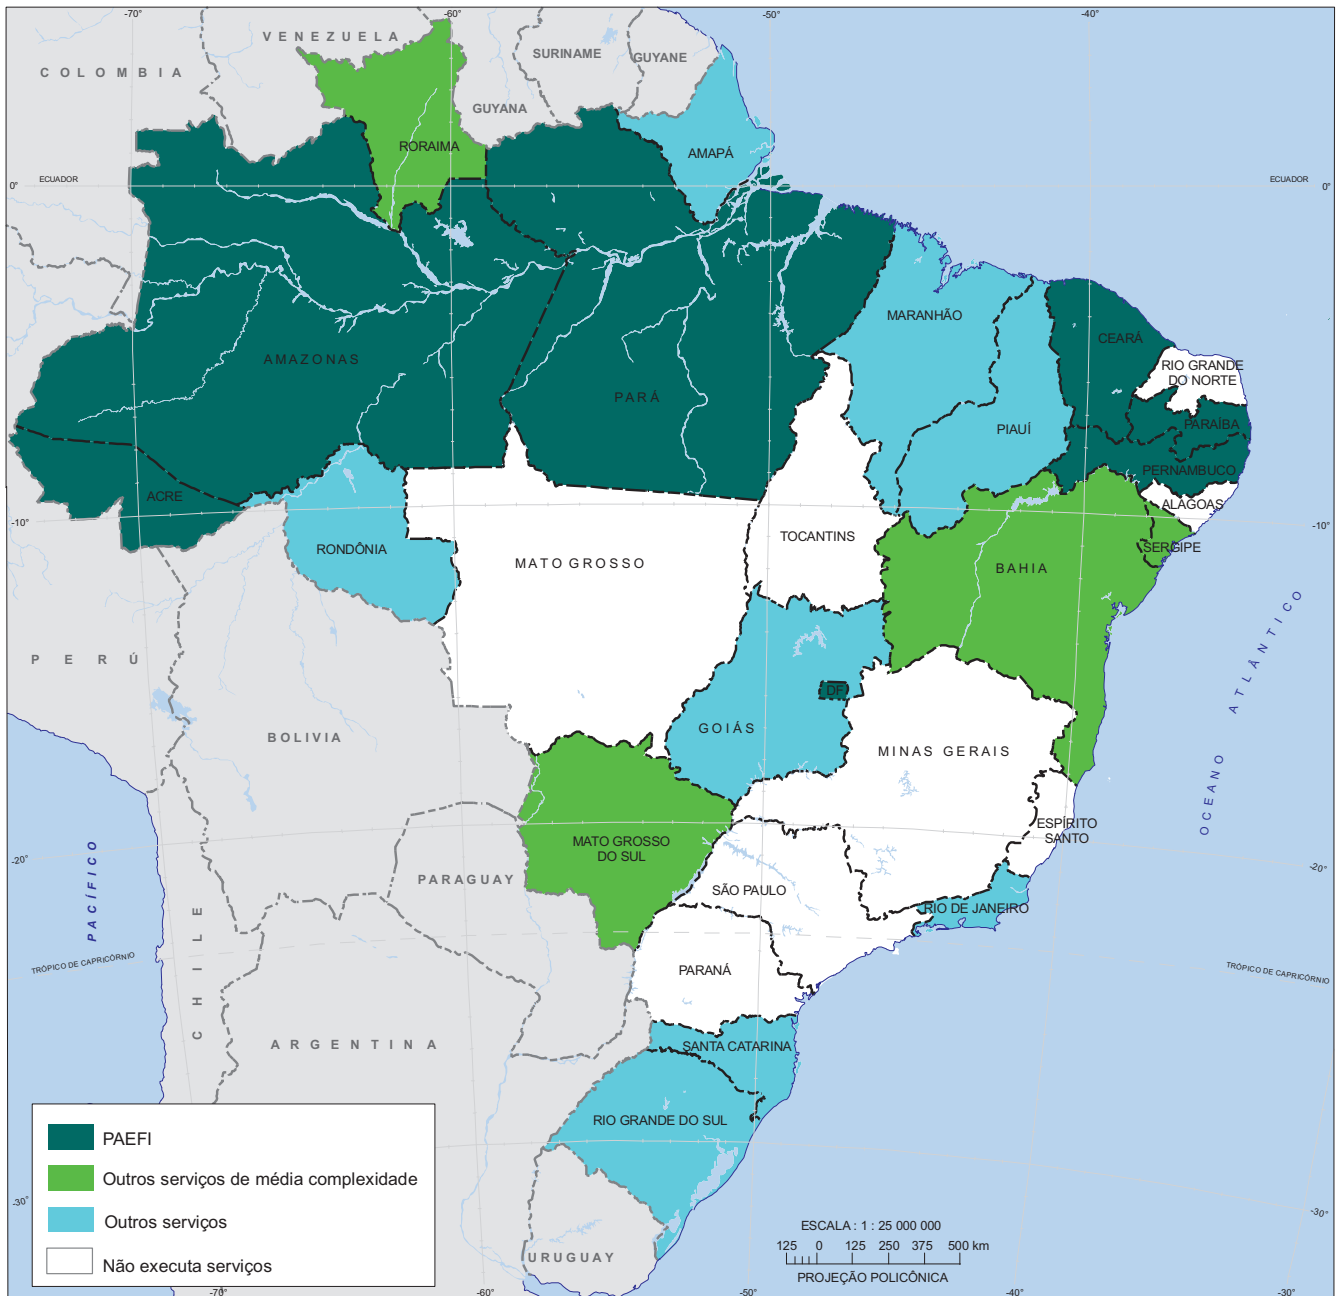 -70°
-60°
-50°
-40°
VENEZUELA
SURINAME
GUYANE
COLOMBIA
GUYANA
RORAIMA
AMAPÁ
ECUADOR
ECUADOR
0°
0°
MARANHÃO
CEARÁ
AMAZONAS
RIO GRANDE
DO NORTE
PARÁ
PIAUÍ
PARAÍBA
PERNAMBUCO
ACRE
ALAGOAS
-10°
-10°
TOCANTINS
RONDÔNIA
MATO GROSSO
SERGIPE
BAHIA
OCEANO ATLÂNTICO
PERÚ
DF
GOIÁS
BOLIVIA
MINAS GERAIS
ESPÍRITO
SANTO
MATO GROSSO
DO SUL
-20°
-20°
PARAGUAY
SÃO PAULO
PACÍFICO
RIO DE JANEIRO
CHILE
TRÓPICO DE CAPRICÓRNIO
TRÓPICO DE CAPRICÓRNIO
PARANÁ
ARGENTINA
SANTA CATARINA
RIO GRANDE DO SUL
PAEFI
Outros serviços de média complexidade
Outros serviços
Não executa serviços
-30°
-30°
URUGUAY
ESCALA : 1 : 25 000 000
125 0 125 250 375 500 km
PROJEÇÃO POLICÔNICA
-70°
-60°
-50°
-40°
-30°